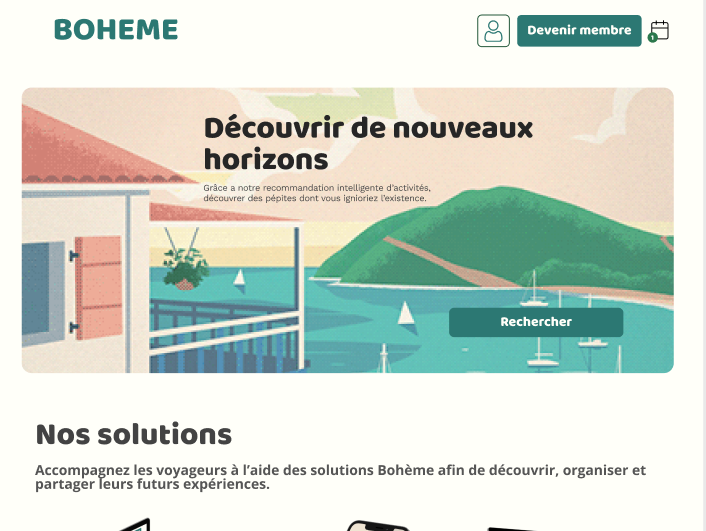 BOHEME
Devenir membre
1
Découvrir de nouveaux
horizons
Grâce a notre recommandation intelligente d'activités,
découvrer des pépites dont vous ignioriez l'existence.
Rechercher
Nos solutions
Accompagnez les voyageurs à l'aide des solutions Bohème afin de découvrir, organiser et
partager leurs futurs expériences.